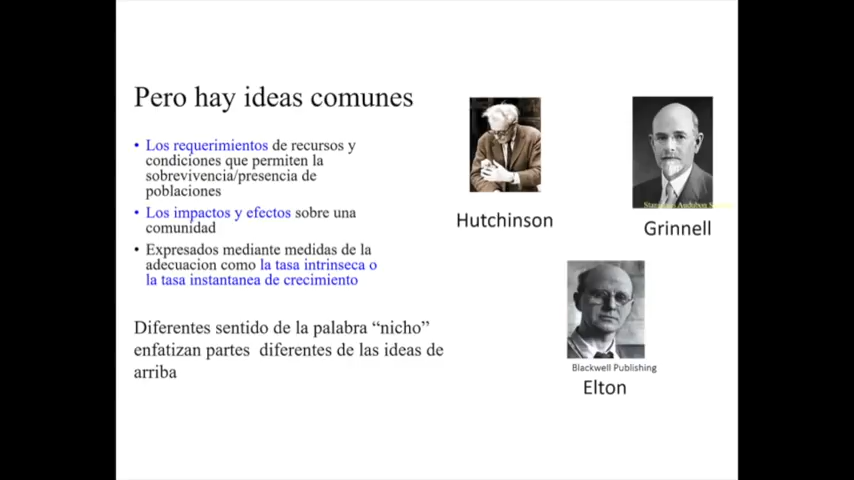 Pero hay ideas comunes
• Los requerimientos de recursos y
condiciones que permiten la
sobrevivencia/presencia de
poblaciones
• Los impactos y efectos sobre una
comunidad
• Expresados mediante medidas de la
adecuacion como la tasa intrinseca o
la tasa instantanea de crecimiento
Diferentes sentido de la palabra “nicho”
enfatizan partes diferentes de las ideas de
arriba
Hutchinson
Audubon
Grinnell
Blackwell Publishing
Elton